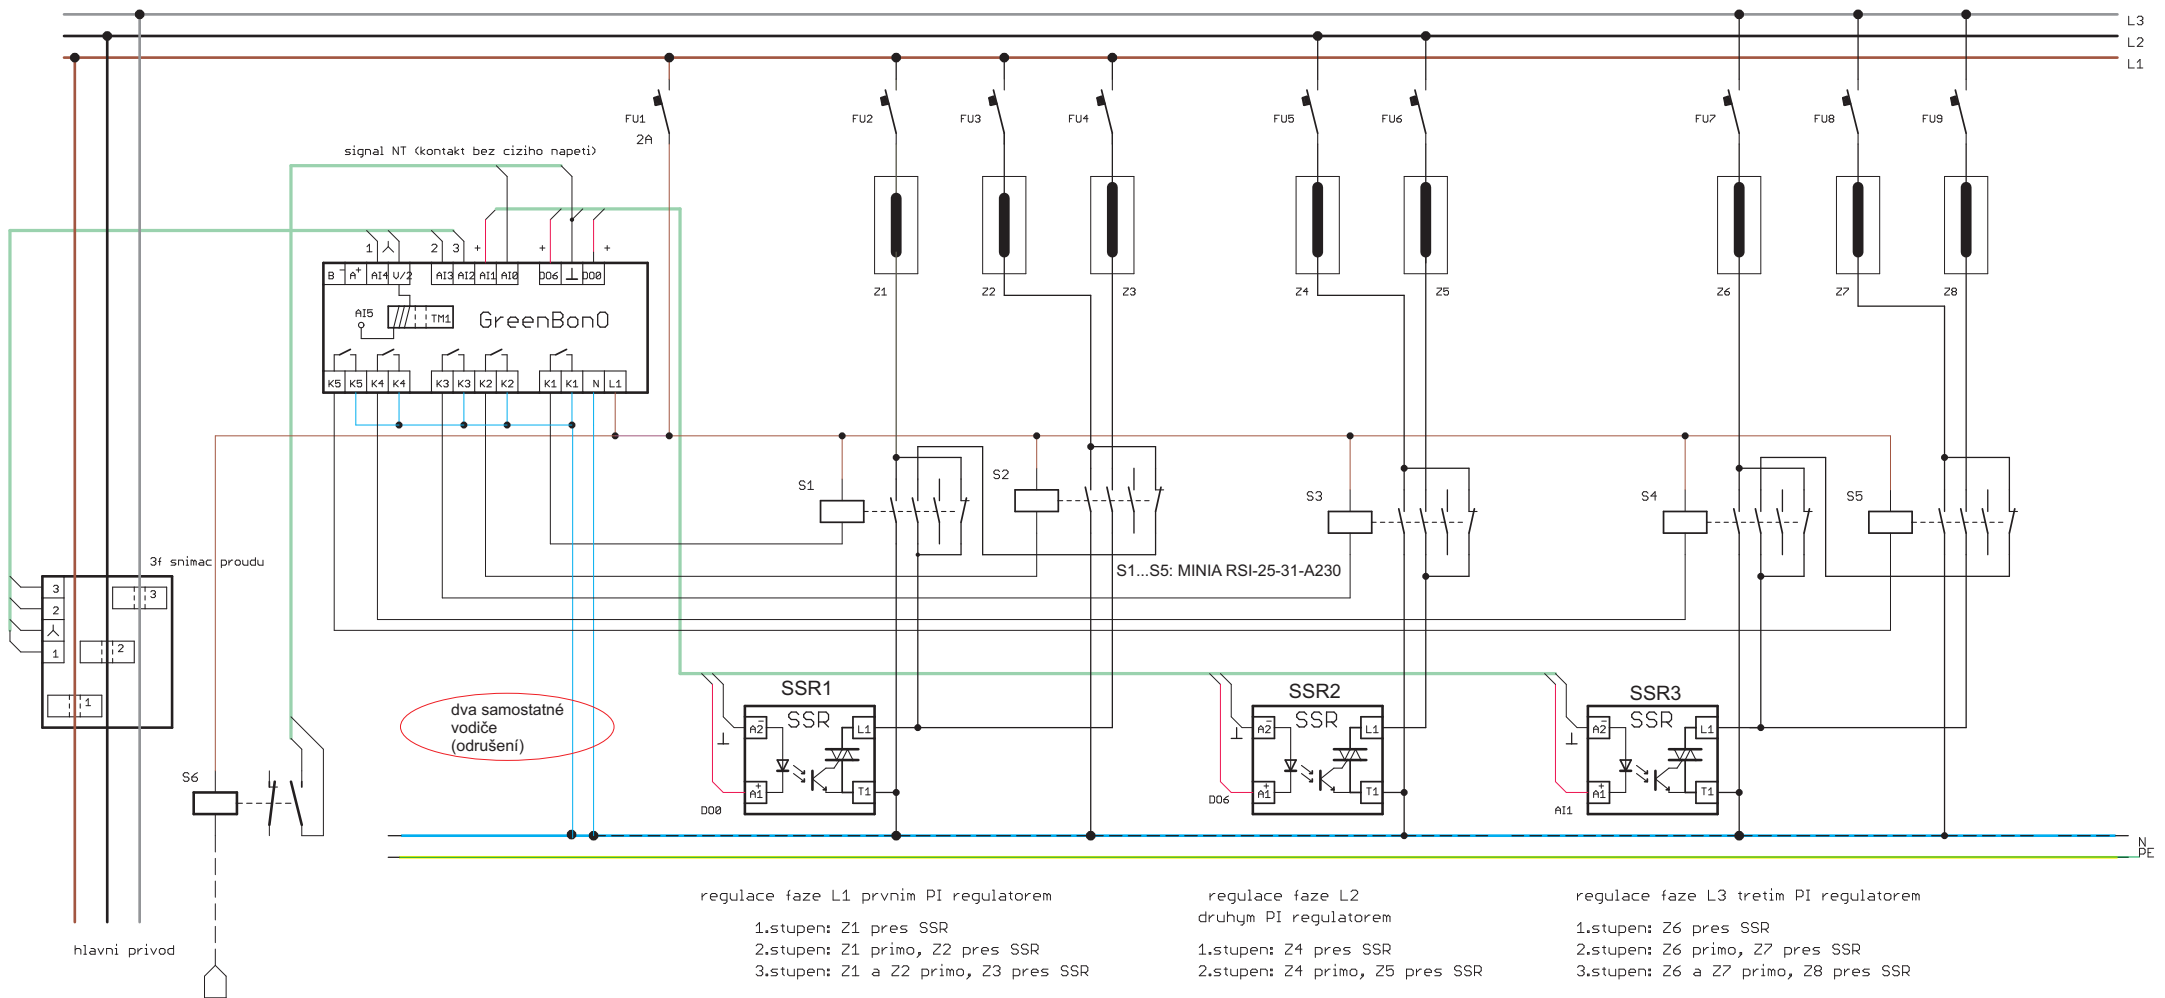 L3
L2
L1
FU1
2A
FU2
FU3
FU4
FU5
FU6
FU7
FU8
FU9
signal NT (kontakt bez ciziho napeti)
1
2
3
+
+
+
B - A+ AI4 V/2 AI3 AI2 AI1 AI0 DO6 ⊥ DO0
AI5
TM1
GreenBonO
K5 K5 K4 K4 K3 K3 K2 K2 K1 K1 N L1
Z1
Z2
Z3
Z4
Z5
Z6
Z7
Z8
S1
S2
S3
S4
S5
S1...S5: MINIA RSI-25-31-A230
3f snimac proudu
3
2
1
3
2
1
dva samostatné
vodiče
(odrušení)
S6
SSR1
SSR
A2 -
L1
A1 +
T1
DO0
SSR2
SSR
A2 -
L1
A1 +
T1
DO6
SSR3
SSR
A2 -
L1
A1 +
T1
AI1
N
PE
hlavni privod
regulace faze L1 prvnim PI regulatorem
1.stupen: Z1 pres SSR
2.stupen: Z1 primo, Z2 pres SSR
3.stupen: Z1 a Z2 primo, Z3 pres SSR
regulace faze L2
druhym PI regulatorem
1.stupen: Z4 pres SSR
2.stupen: Z4 primo, Z5 pres SSR
regulace faze L3 tretim PI regulatorem
1.stupen: Z6 pres SSR
2.stupen: Z6 primo, Z7 pres SSR
3.stupen: Z6 a Z7 primo, Z8 pres SSR